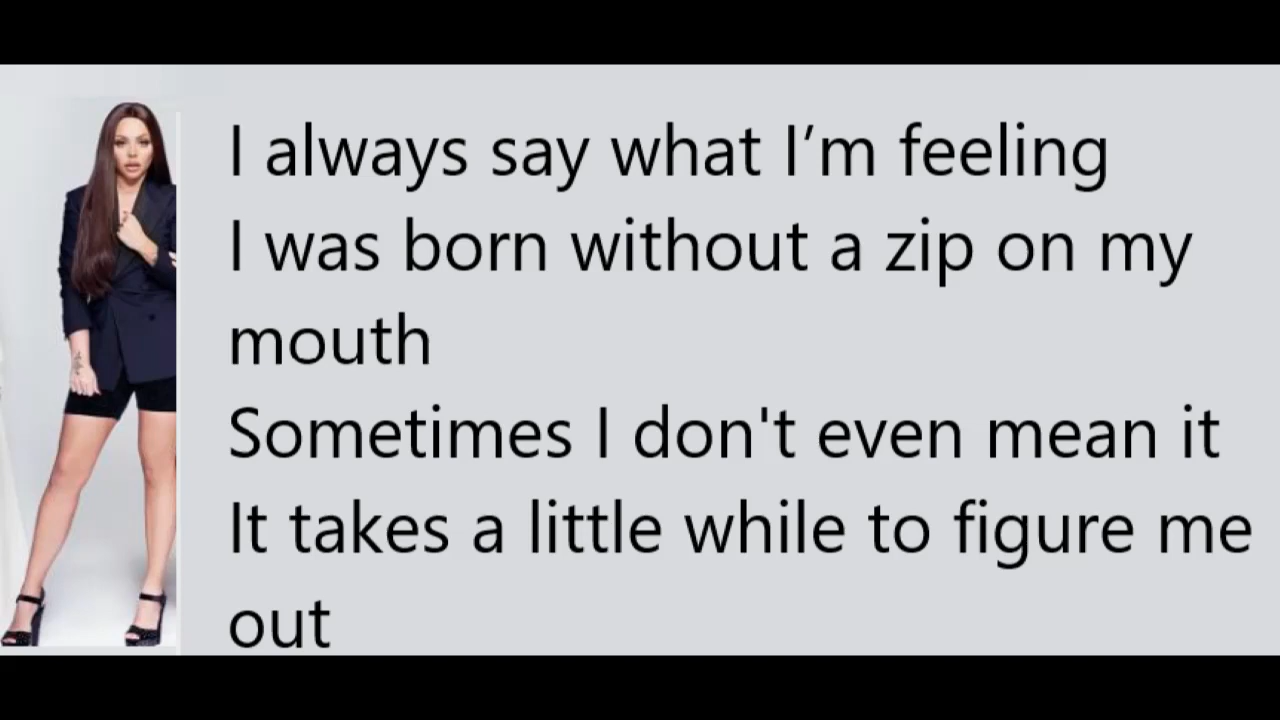 I always say what I’m feeling
I was born without a zip on my
mouth
Sometimes I don't even mean it
It takes a little while to figure me
out